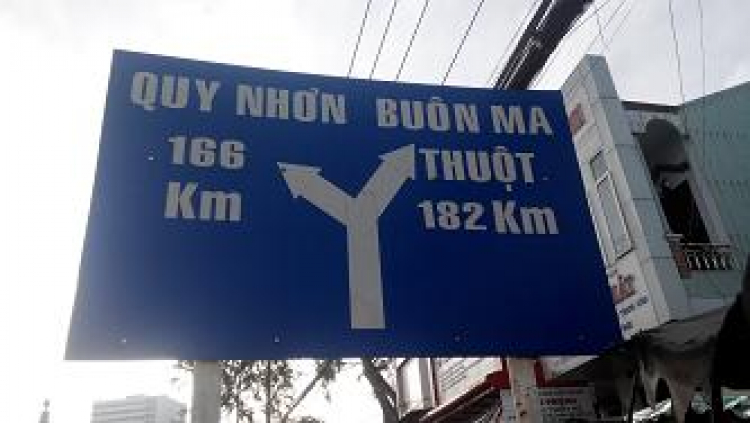 QUY NHƠN
166
Km
BUÔN MA
THUỘT
182 Km